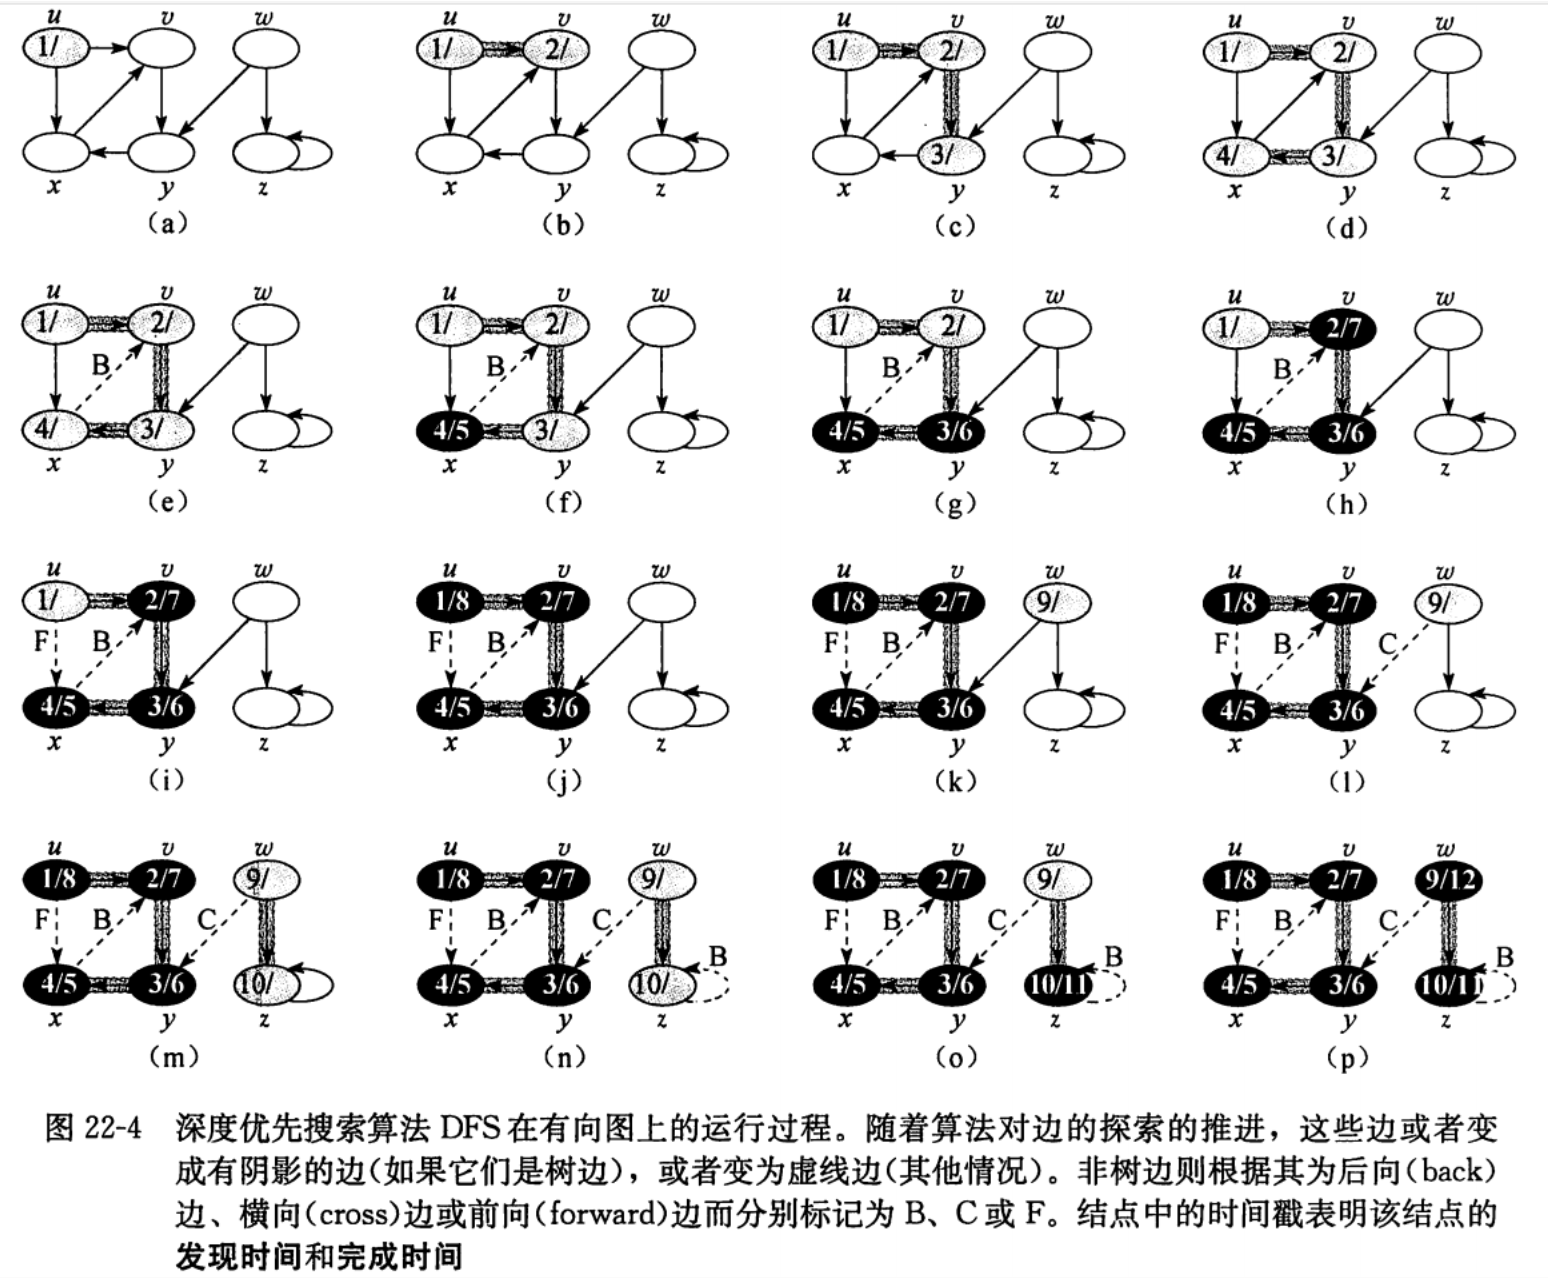 u v w u v w u v w u v w
1/ 1/ 2/ 1/ 2/ 1/ 2/
3/ 4/ 3/
x y z x y z x y z x y z
(a) (b) (c) (d)
u v w u v w u v w u v w
1/ 2/ 1/ 2/ 1/ 2/ 1/ 2/7
B B B B
4/ 3/ 4/5 3/ 4/5 3/6 4/5 3/6
x y z x y z x y z x y z
(e) (f) (g) (h)
u v w u v w u v w u v w
1/ 2/7 1/8 2/7 1/8 2/7 9/ 1/8 2/7 9/
F B F B F B F B C
4/5 3/6 4/5 3/6 4/5 3/6 4/5 3/6
x y z x y z x y z x y z
(i) (j) (k) (l)
u v w u v w u v w u v w
1/8 2/7 9/ 1/8 2/7 9/ 1/8 2/7 9/ 1/8 2/7 9/12
F B C F B C B F B C B F B C B
4/5 3/6 10/ 4/5 3/6 10/ 4/5 3/6 10/11 4/5 3/6 10/11
x y z x y z x y z x y z
(m) (n) (o) (p)
图 22-4 深度优先搜索算法 DFS 在有向图上的运行过程。随着算法对边的探索的推进，这些边或者变
成有阴影的边(如果它们是树边)，或者变为虚线边(其他情况)。非树边则根据其为后向(back)
边、横向(cross)边或前向(forward)边而分别标记为 B、C 或 F。结点中的时间戳表明该结点的
发现时间和完成时间